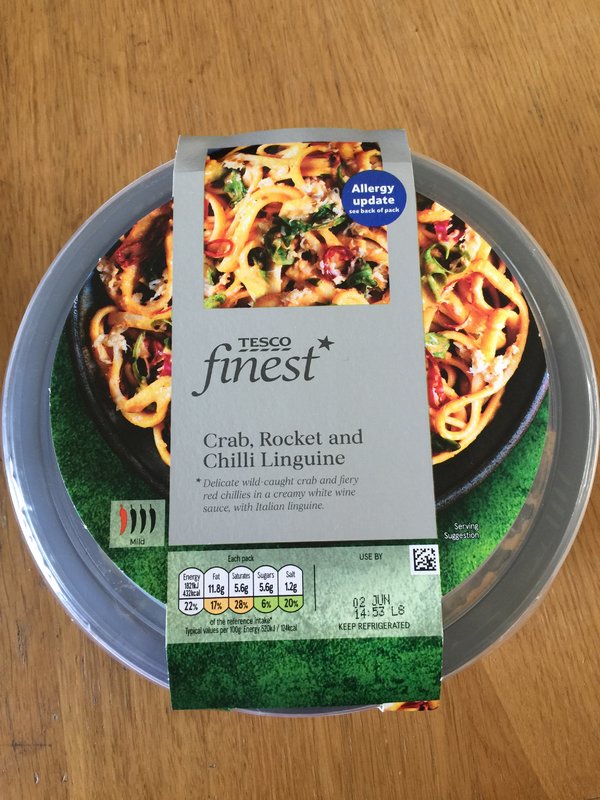 Allergy
update
see back of pack
TESCO
finest*
Crab, Rocket and
Chilli Linguine
*Delicate wild-caught crab and fiery
red chillies in a creamy white wine
sauce, with Italian linguine.
Mild
Serving
Suggestion
Each pack
Energy Fat Saturates Sugars Salt
1821kJ
432kcal 11.8g 5.6g 5.6g 1.2g
22% 17% 28% 6% 20%
of the reference intake*
Typical values per 100g: Energy 520kJ / 124kcal
USE BY
02 JUN
14:53 L8
KEEP REFRIGERATED